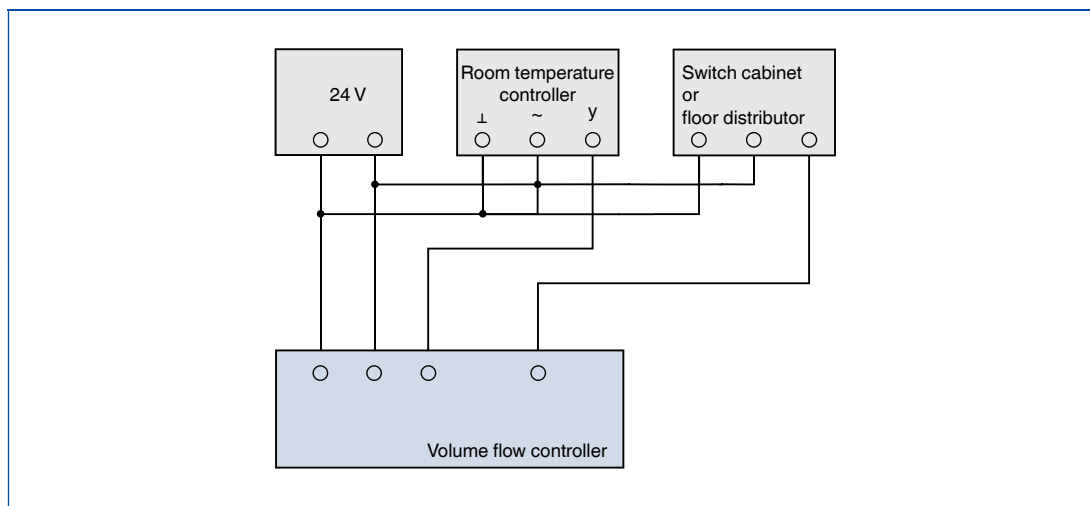 24 V
Room temperature
controller
⊥ ~ y
Switch cabinet
or
floor distributor
Volume flow controller